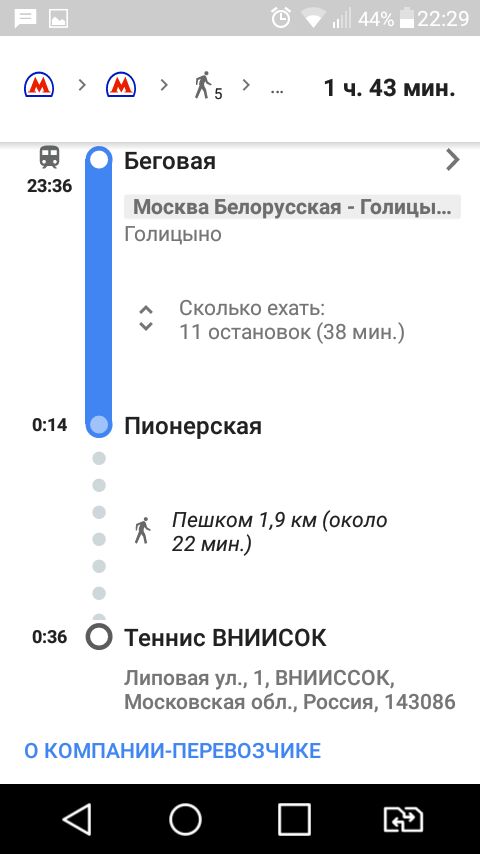 44% 22:29
М М 5 ... 1 ч. 43 мин.
Беговая
23:36
Москва Белорусская - Голицы...
Голицыно
Сколько ехать:
11 остановок (38 мин.)
0:14 Пионерская
Пешком 1,9 км (около
22 мин.)
0:36 Теннис ВНИИСОК
Липовая ул., 1, ВНИИССОК,
Московская обл., Россия, 143086
О КОМПАНИИ-ПЕРЕВОЗЧИКЕ